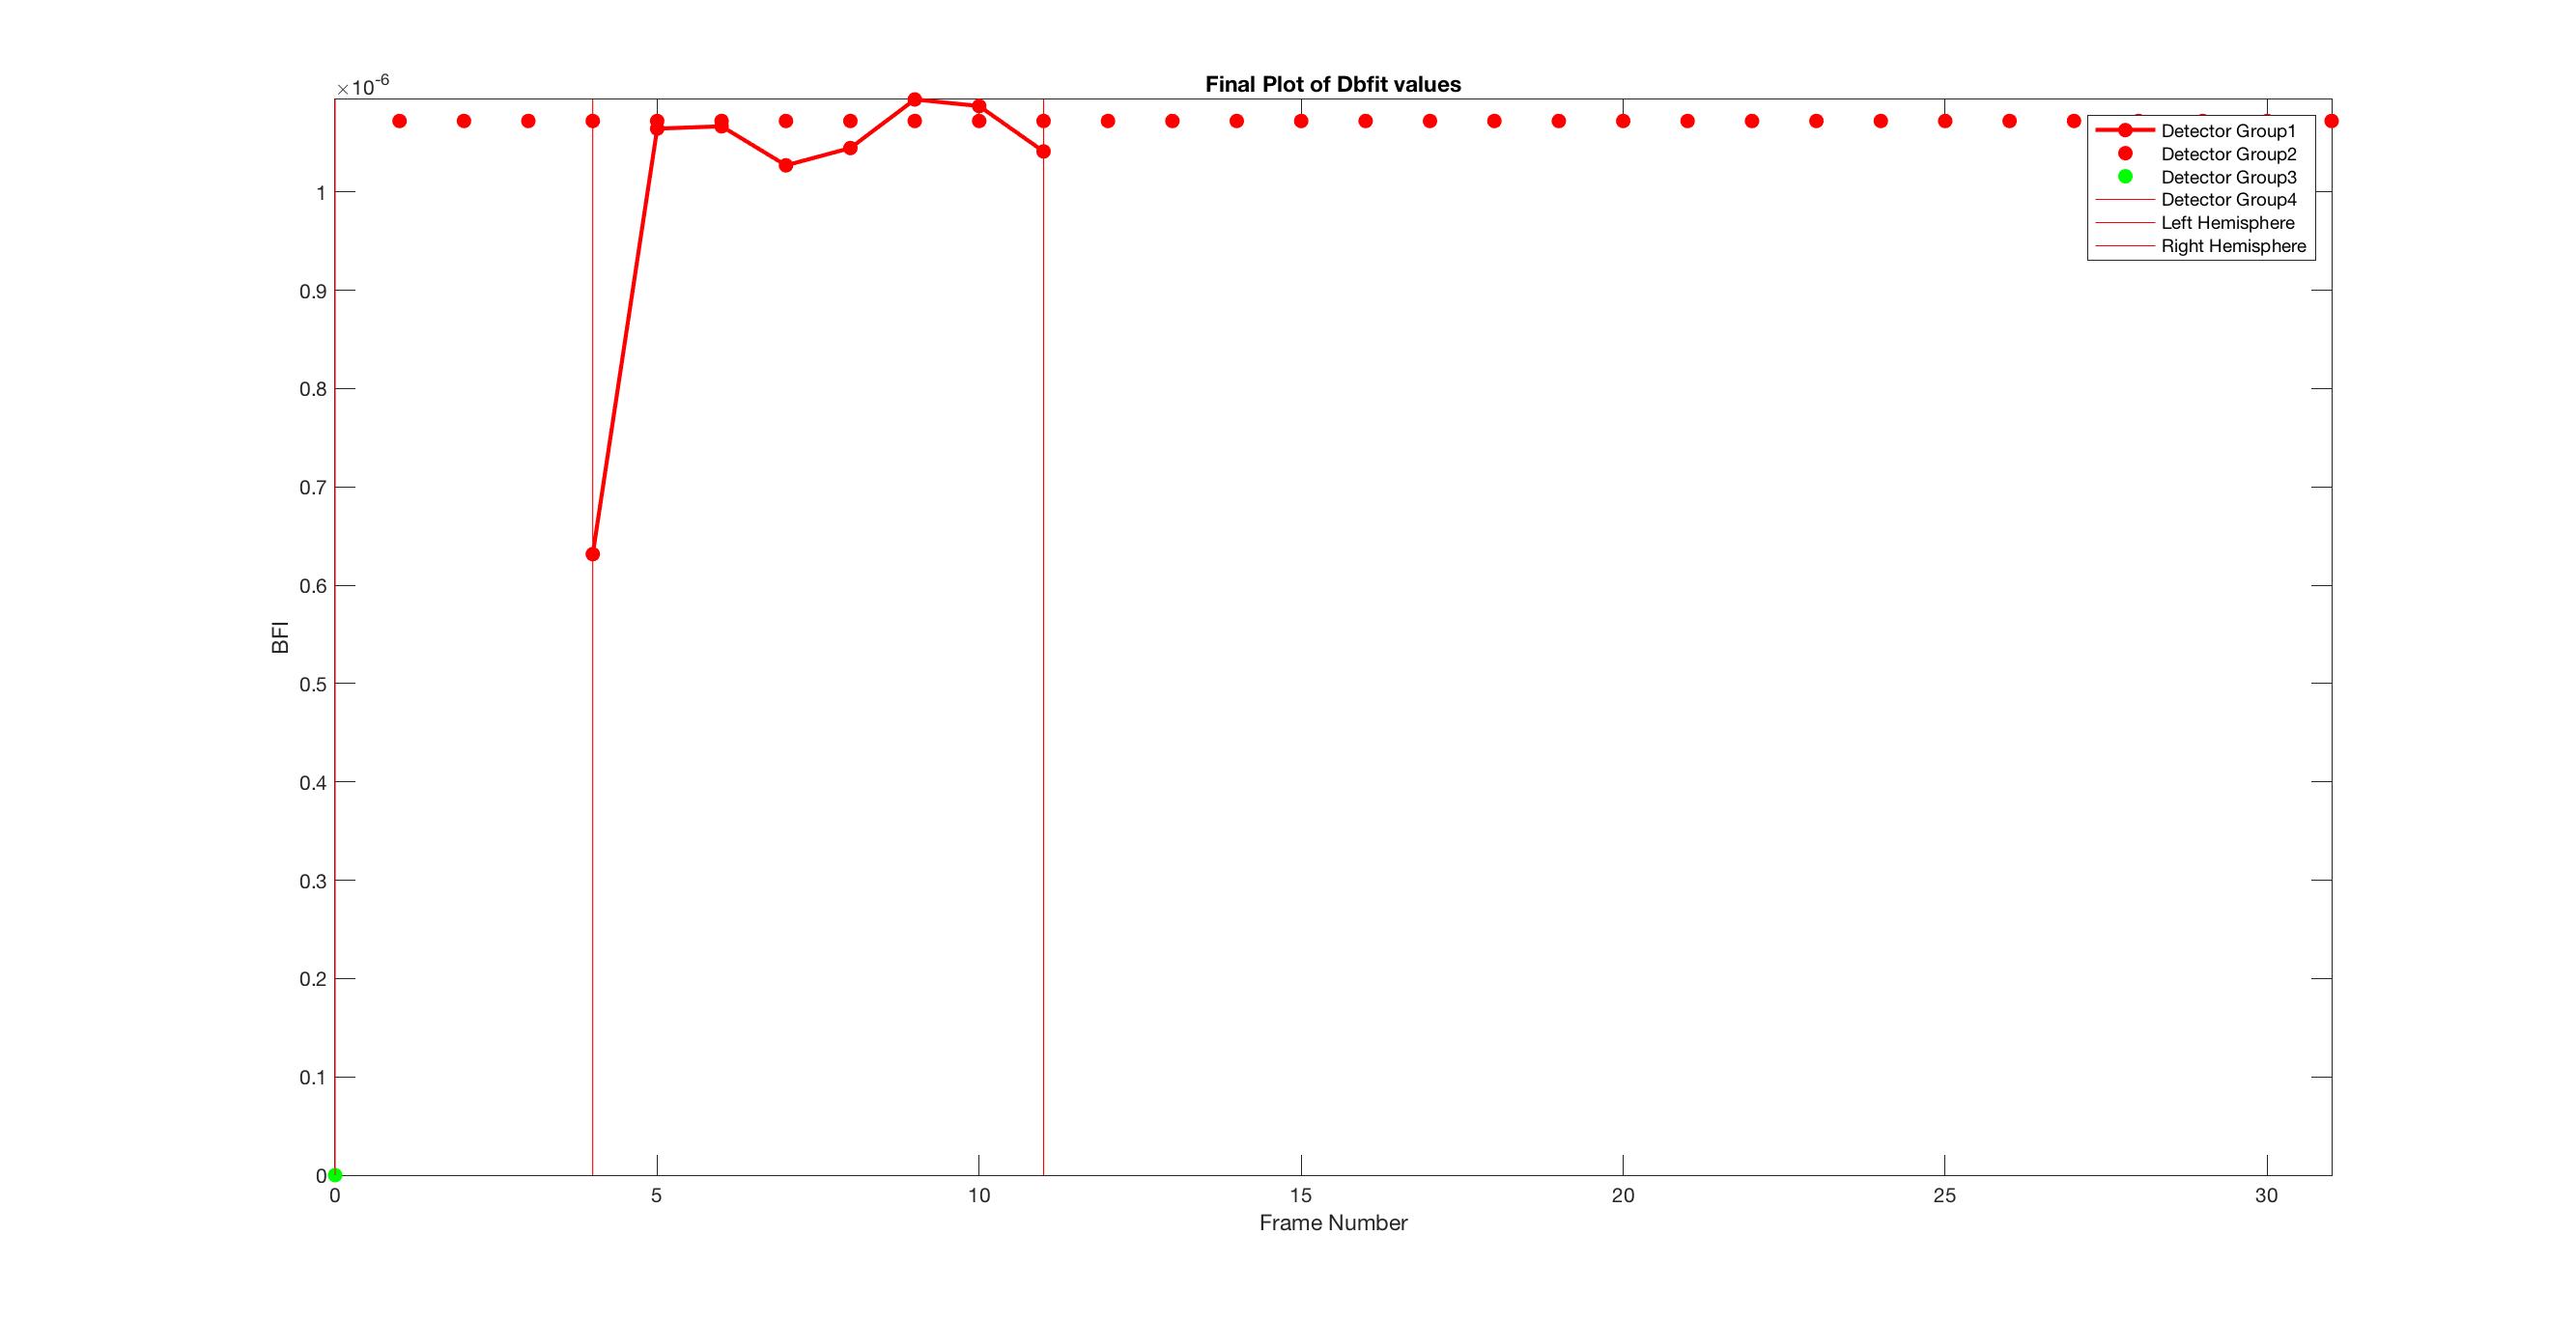 Final Plot of Dbfit values
×10-6
1
0.9
0.8
0.7
0.6
0.5
0.4
0.3
0.2
0.1
0
BFI
0 5 10 15 20 25 30
Frame Number
Detector Group1
Detector Group2
Detector Group3
Detector Group4
Left Hemisphere
Right Hemisphere